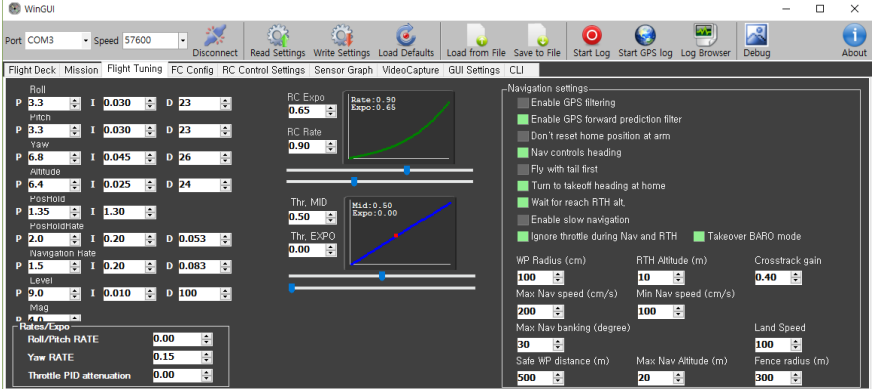 WinGUI
Port COM3 Speed 57600 Disconnect Read Settings Write Settings Load Defaults Load from File Save to File Start Log Start GPS log Log Browser Debug About
Flight Deck Mission Flight Tuning FC Config RC Control Settings Sensor Graph VideoCapture GUI Settings CLI
Roll
P 3.3 I 0.030 D 23
Pitch
P 3.3 I 0.030 D 23
Yaw
P 6.8 I 0.045 D 26
Altitude
P 6.4 I 0.025 D 24
PosHold
P 1.35 I 1.30
PosHoldRate
P 2.0 I 0.20 D 0.053
Navigation Rate
P 1.5 I 0.20 D 0.083
Level
P 9.0 I 0.010 D 100
Mag
P 4.0
Rates/Expo
Roll/Pitch RATE 0.00
Yaw RATE 0.15
Throttle PID attenuation 0.00
RC Expo
0.65
RC Rate
0.90
Rate:0.90
Expo:0.65
Thr, MID
0.50
Thr, EXPO
0.00
Mid:0.50
Expo:0.00
Navigation settings
Enable GPS filtering
Enable GPS forward prediction filter
Don't reset home position at arm
Nav controls heading
Fly with tail first
Turn to takeoff heading at home
Wait for reach RTH alt,
Enable slow navigation
Ignore throttle during Nav and RTH Takeover BARO mode
WP Radius (cm) RTH Altitude (m) Crosstrack gain
100 10 0.40
Max Nav speed (cm/s) Min Nav speed (cm/s)
200 100
Max Nav banking (degree) Land Speed
30 100
Safe WP distance (m) Max Nav Altitude (m) Fence radius (m)
500 20 300